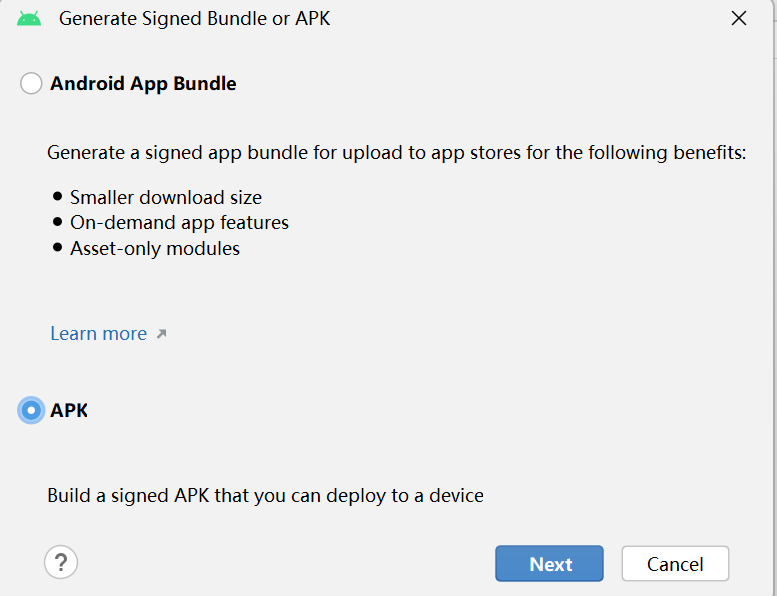 Generate Signed Bundle or APK
Android App Bundle
Generate a signed app bundle for upload to app stores for the following benefits:
• Smaller download size
• On-demand app features
• Asset-only modules
Learn more ↗
APK
Build a signed APK that you can deploy to a device
? Next Cancel